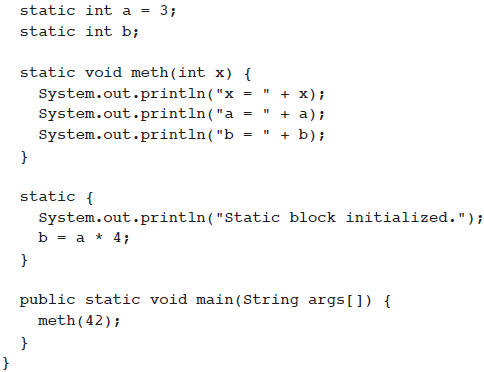 static int a = 3;
static int b;
static void meth(int x) {
System.out.println("x = " + x);
System.out.println("a = " + a);
System.out.println("b = " + b);
}
static {
System.out.println("Static block initialized.");
b = a * 4;
}
public static void main(String args[]) {
meth(42);
}
}